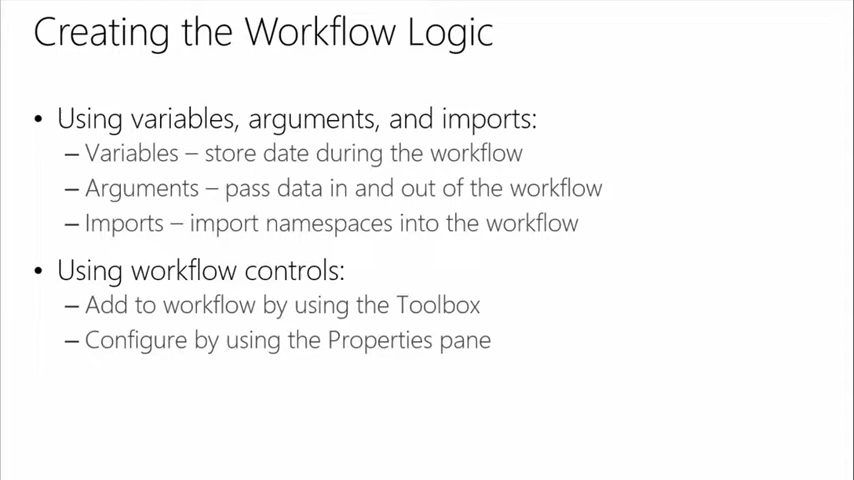 Creating the Workflow Logic
• Using variables, arguments, and imports:
– Variables – store date during the workflow
– Arguments – pass data in and out of the workflow
– Imports – import namespaces into the workflow
• Using workflow controls:
– Add to workflow by using the Toolbox
– Configure by using the Properties pane